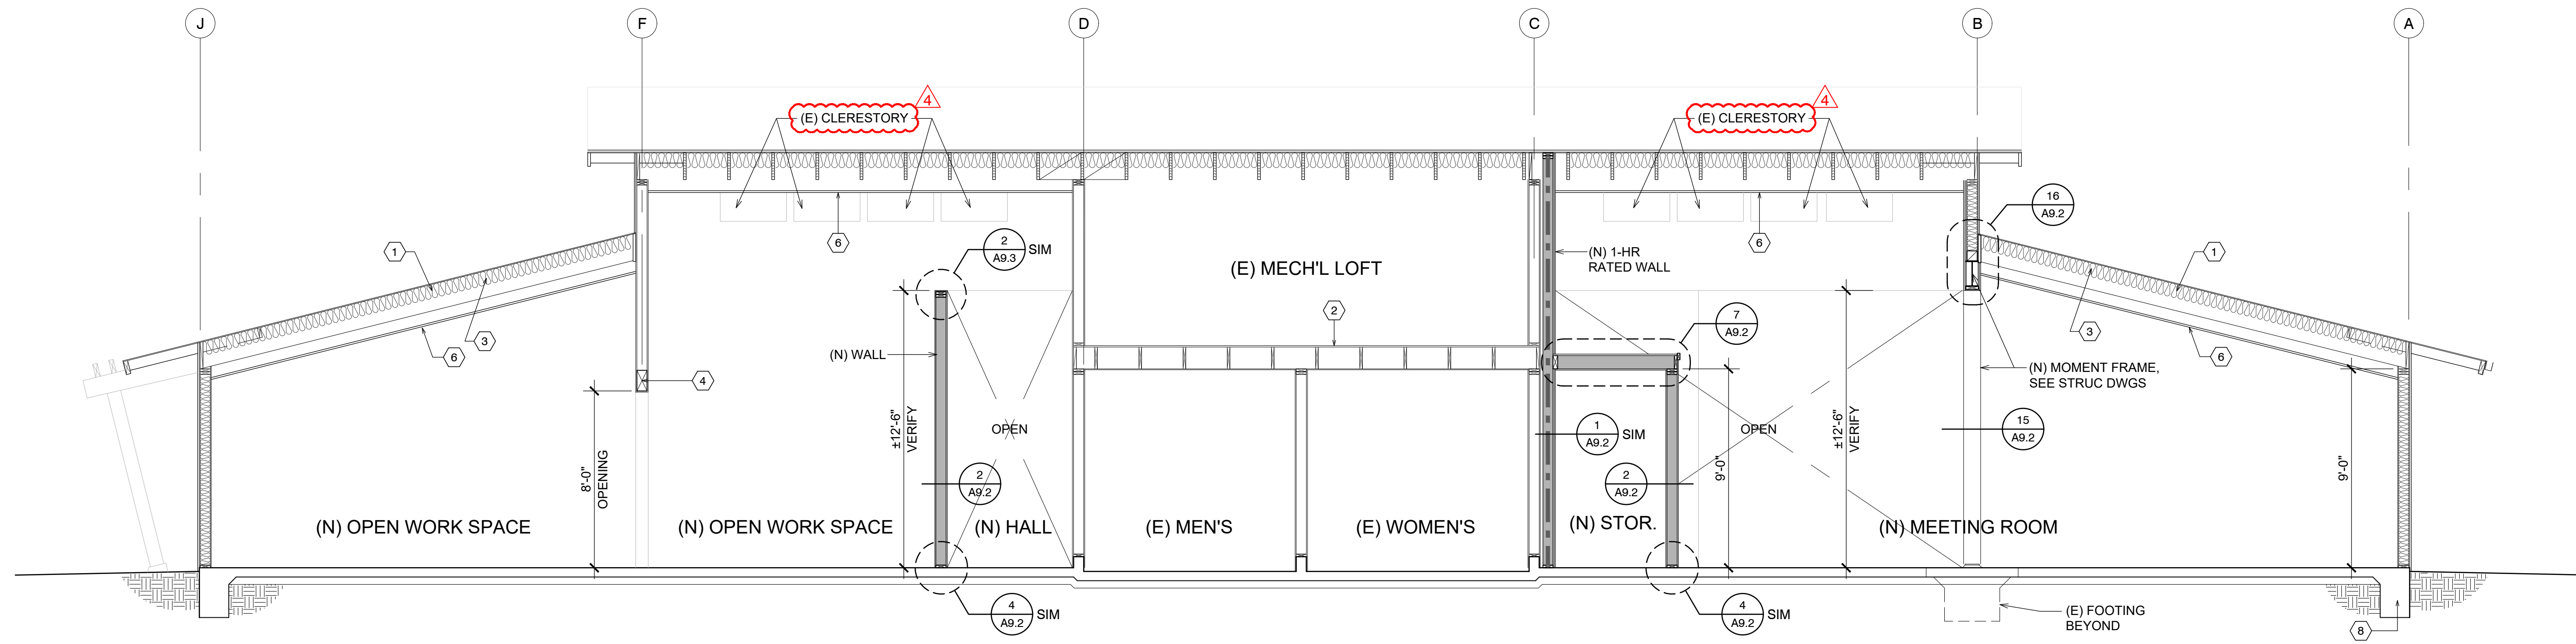 J
F
D
C
B
A
4
4
(E) CLERESTORY
(E) CLERESTORY
16
A9.2
1
6
2
A9.3
SIM
(N) 1-HR
RATED WALL
6
1
(E) MECH'L LOFT
3
2
7
A9.2
3
6
(N) WALL
6
4
(N) MOMENT FRAME,
SEE STRUC DWGS
±12'-6"
VERIFY
OPEN
1
A9.2
SIM
OPEN
±12'-6"
VERIFY
15
A9.2
8'-0"
OPENING
2
A9.2
2
A9.2
9'-0"
9'-0"
(N) OPEN WORK SPACE
(N) OPEN WORK SPACE
(N) HALL
(E) MEN'S
(E) WOMEN'S
(N) STOR.
(N) MEETING ROOM
4
A9.2
SIM
4
A9.2
SIM
(E) FOOTING
BEYOND
8